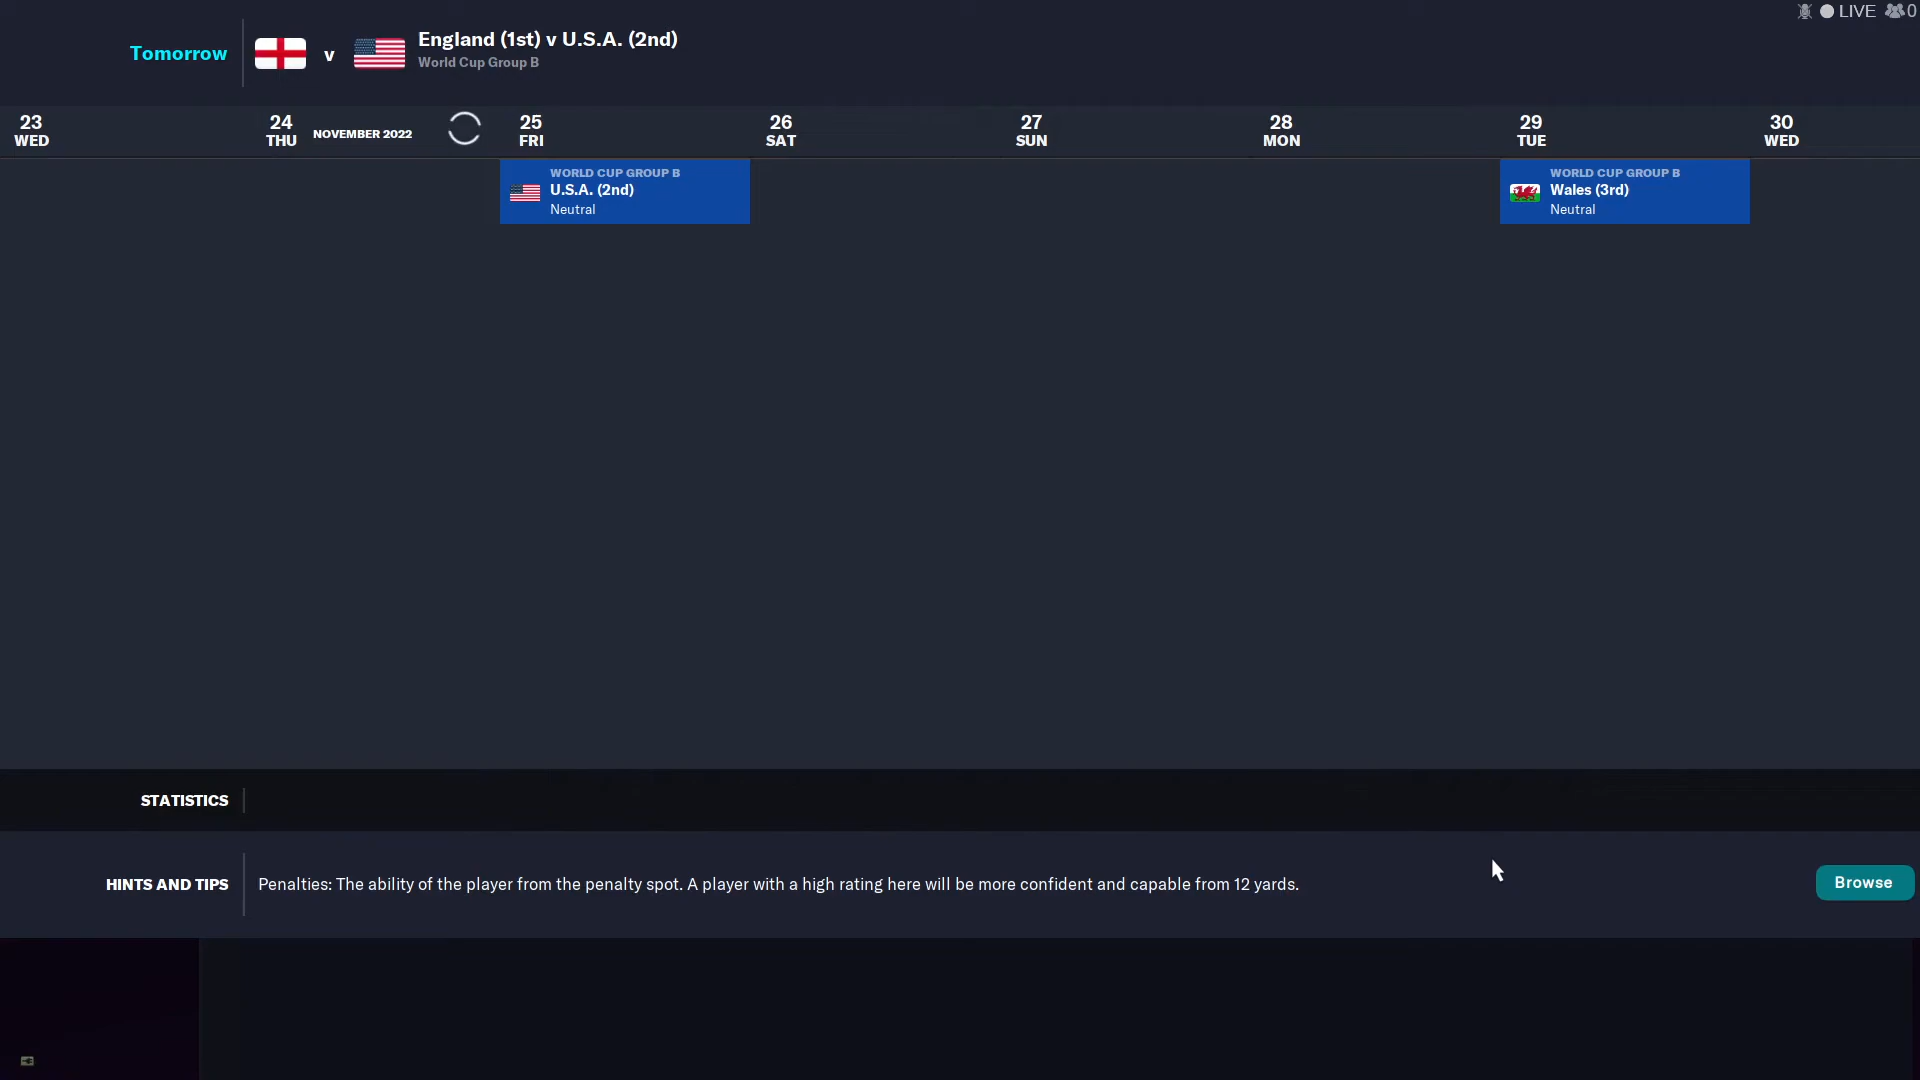 LIVE 0
Tomorrow
v
England (1st) v U.S.A. (2nd)
World Cup Group B
23
WED
24
THU
NOVEMBER 2022
25
FRI
26
SAT
27
SUN
28
MON
29
TUE
30
WED
WORLD CUP GROUP B
U.S.A. (2nd)
Neutral
WORLD CUP GROUP B
Wales (3rd)
Neutral
STATISTICS
HINTS AND TIPS
Penalties: The ability of the player from the penalty spot. A player with a high rating here will be more confident and capable from 12 yards.
Browse